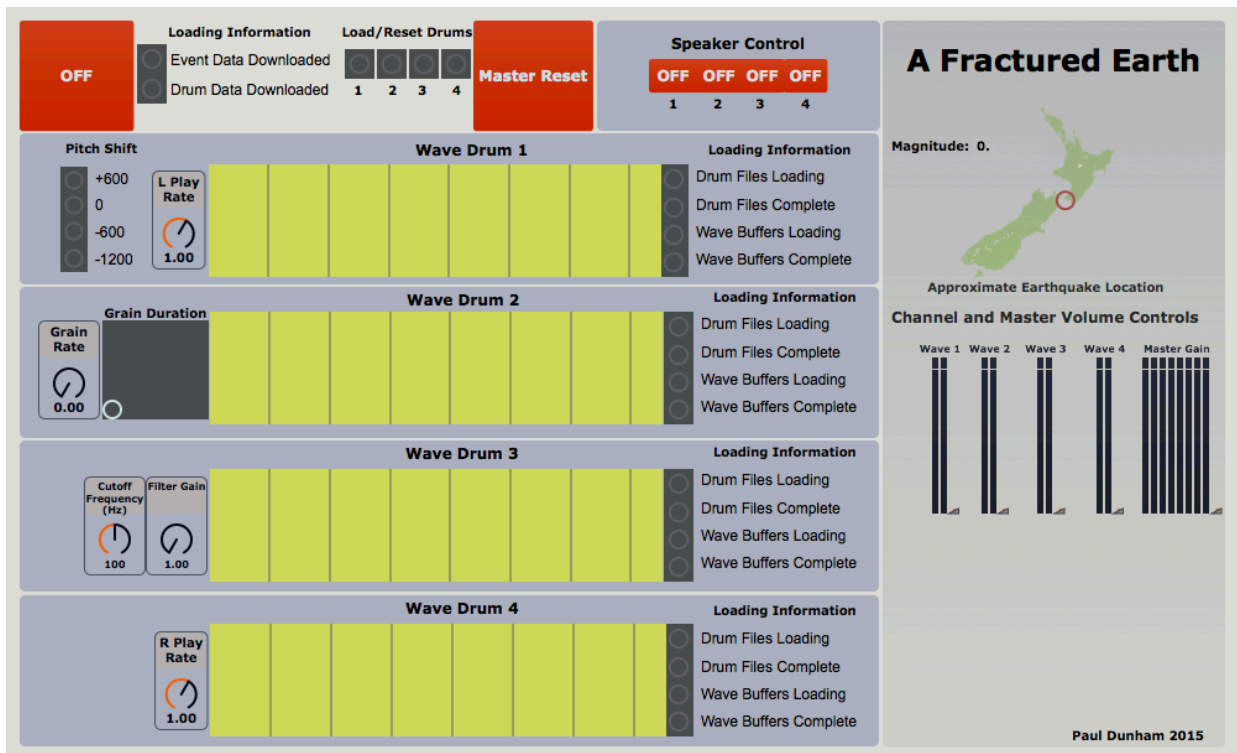 OFF
Loading Information
Event Data Downloaded
Drum Data Downloaded
Load/Reset Drums
1 2 3 4
Master Reset
Speaker Control
OFF OFF OFF OFF
1 2 3 4
Pitch Shift
+600
0
-600
-1200
L Play
Rate
1.00
Wave Drum 1
Loading Information
Drum Files Loading
Drum Files Complete
Wave Buffers Loading
Wave Buffers Complete
Grain
Rate
0.00
Grain Duration
Wave Drum 2
Loading Information
Drum Files Loading
Drum Files Complete
Wave Buffers Loading
Wave Buffers Complete
Cutoff
Frequency
(Hz)
100
Filter Gain
1.00
Wave Drum 3
Loading Information
Drum Files Loading
Drum Files Complete
Wave Buffers Loading
Wave Buffers Complete
R Play
Rate
1.00
Wave Drum 4
Loading Information
Drum Files Loading
Drum Files Complete
Wave Buffers Loading
Wave Buffers Complete
A Fractured Earth
Magnitude: 0.
Approximate Earthquake Location
Channel and Master Volume Controls
Wave 1 Wave 2 Wave 3 Wave 4 Master Gain
Paul Dunham 2015